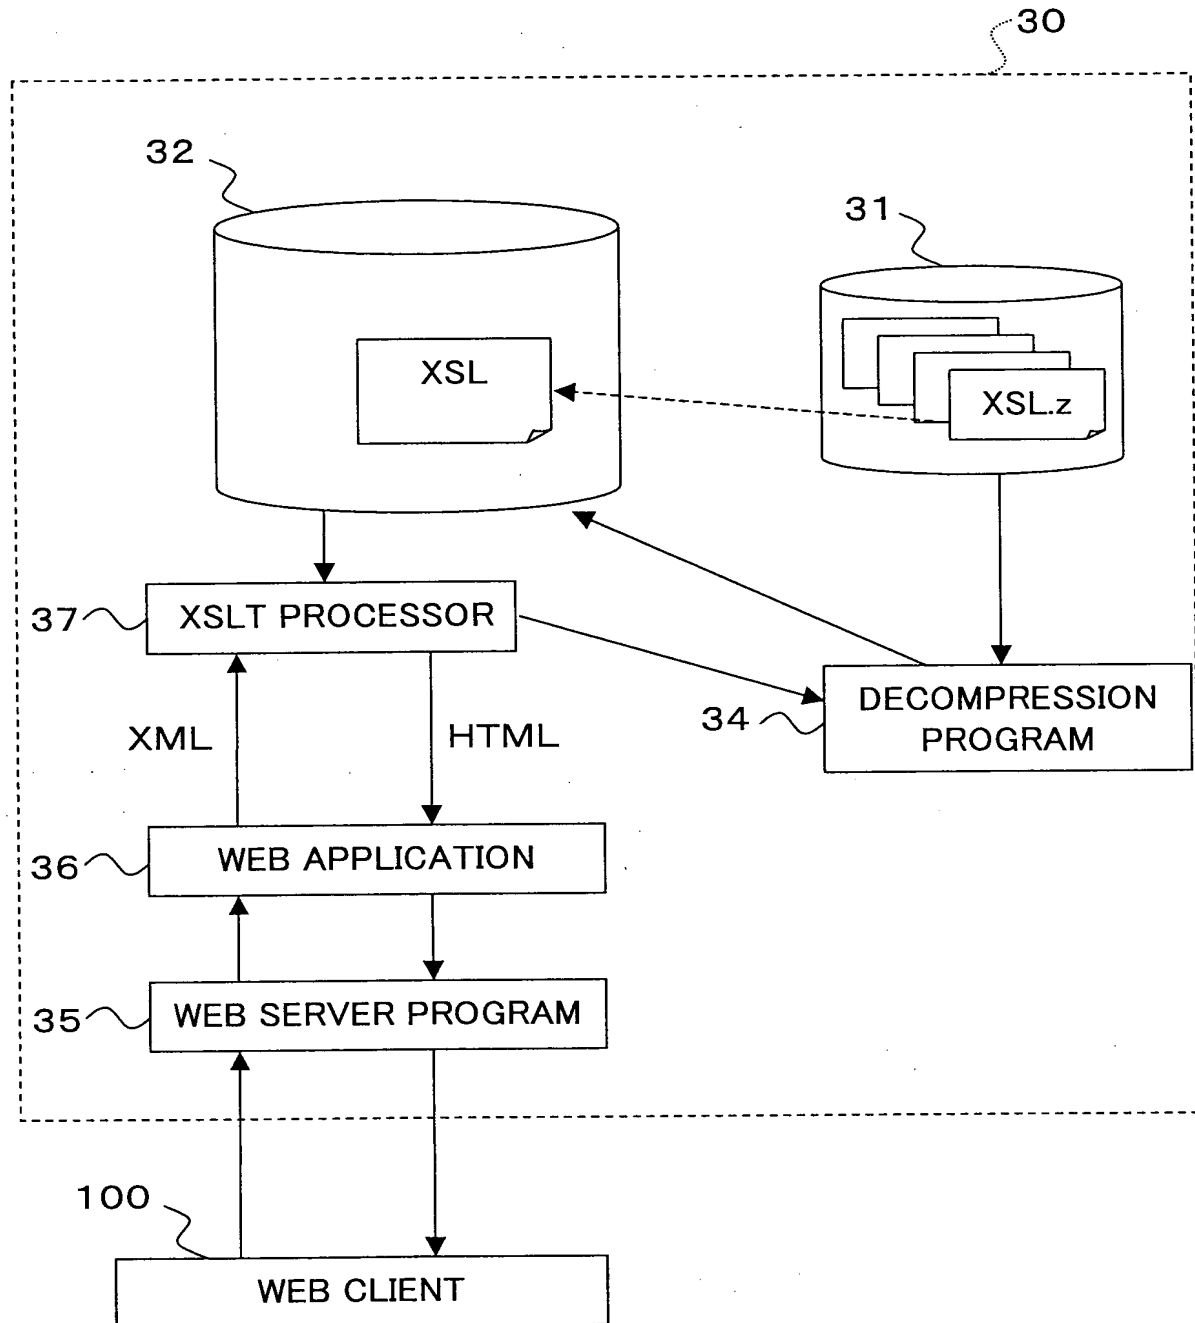 30
32
31
XSL
XSL.z
37
XSLT PROCESSOR
34
DECOMPRESSION
PROGRAM
XML
HTML
36
WEB APPLICATION
35
WEB SERVER PROGRAM
100
WEB CLIENT